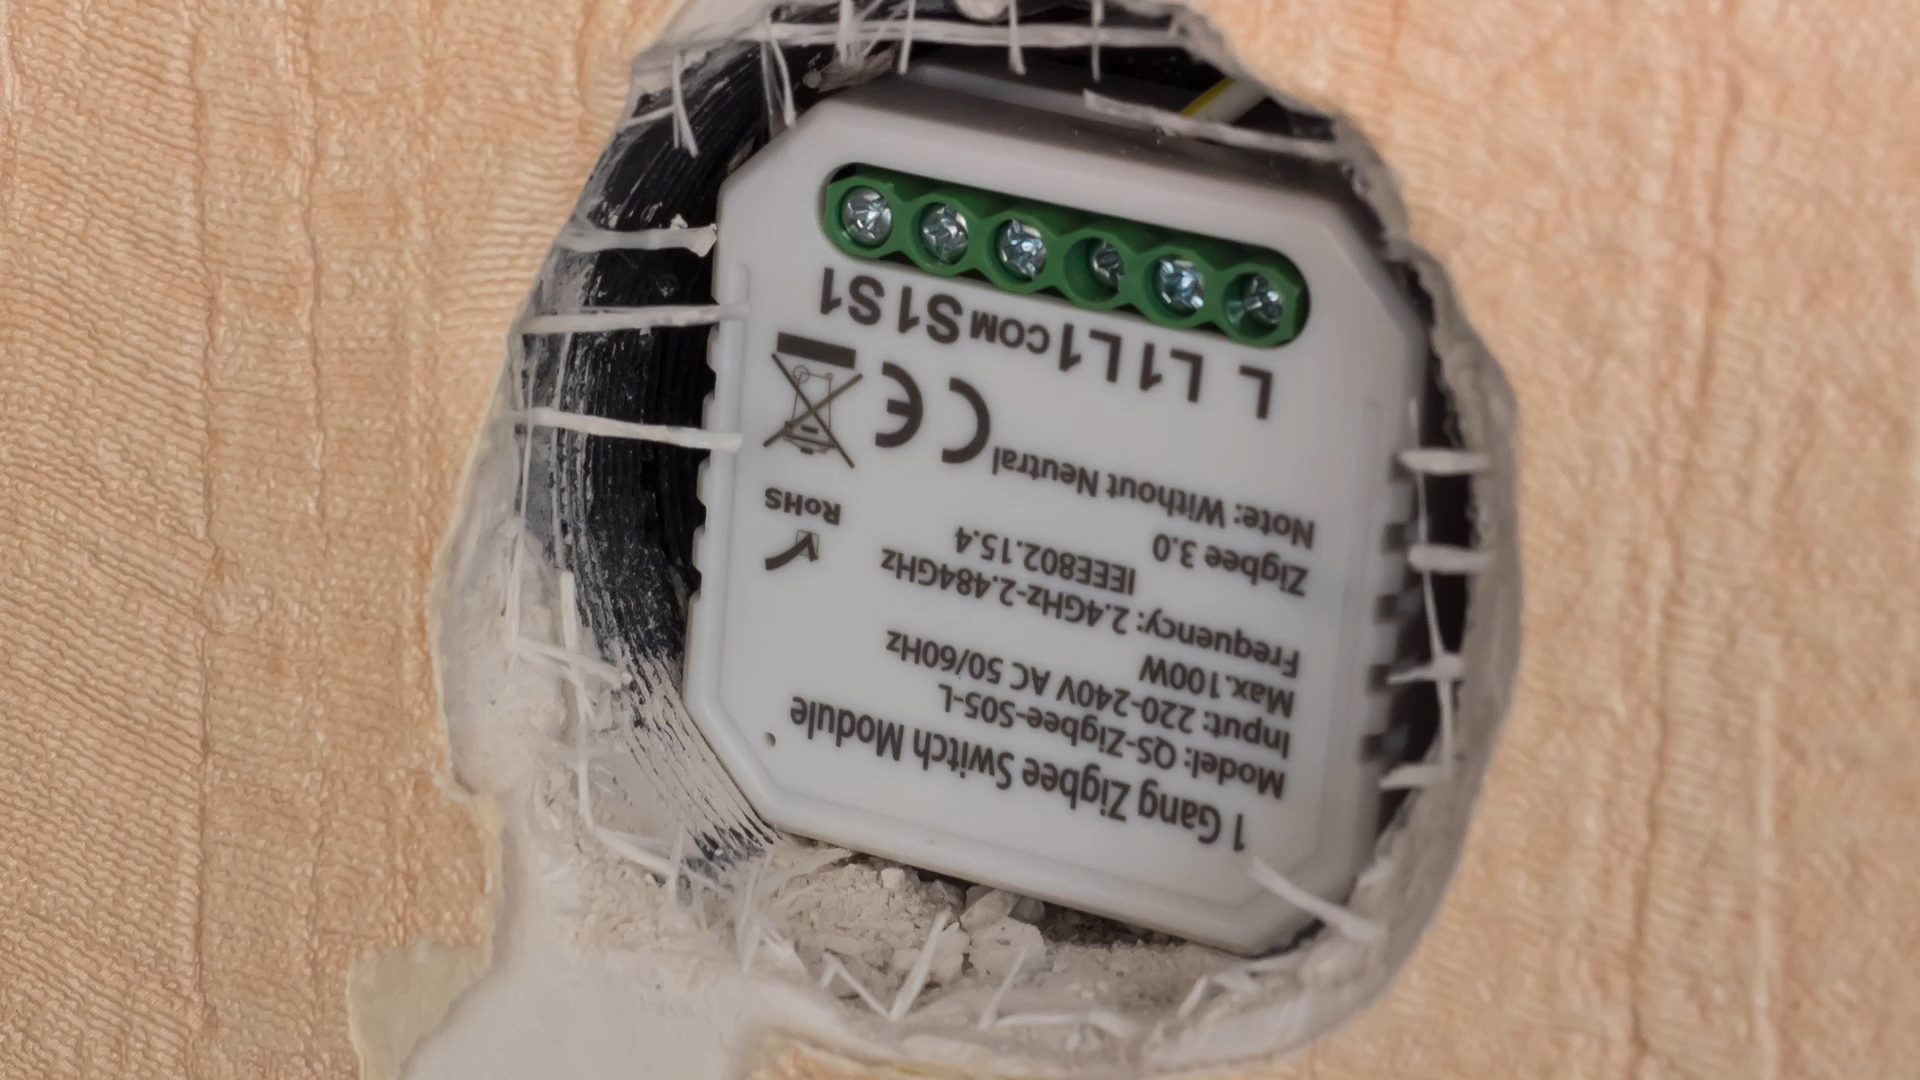 1 Gang Zigbee Switch Module
Model: QS-Zigbee-S05-L
Input: 220-240V AC 50/60Hz
Max.100W
Frequency: 2.4GHz-2.484GHz
IEEE802.15.4
Zigbee 3.0
Note: Without Neutral
RoHS
CE
L L1 L1 COM S1 S1